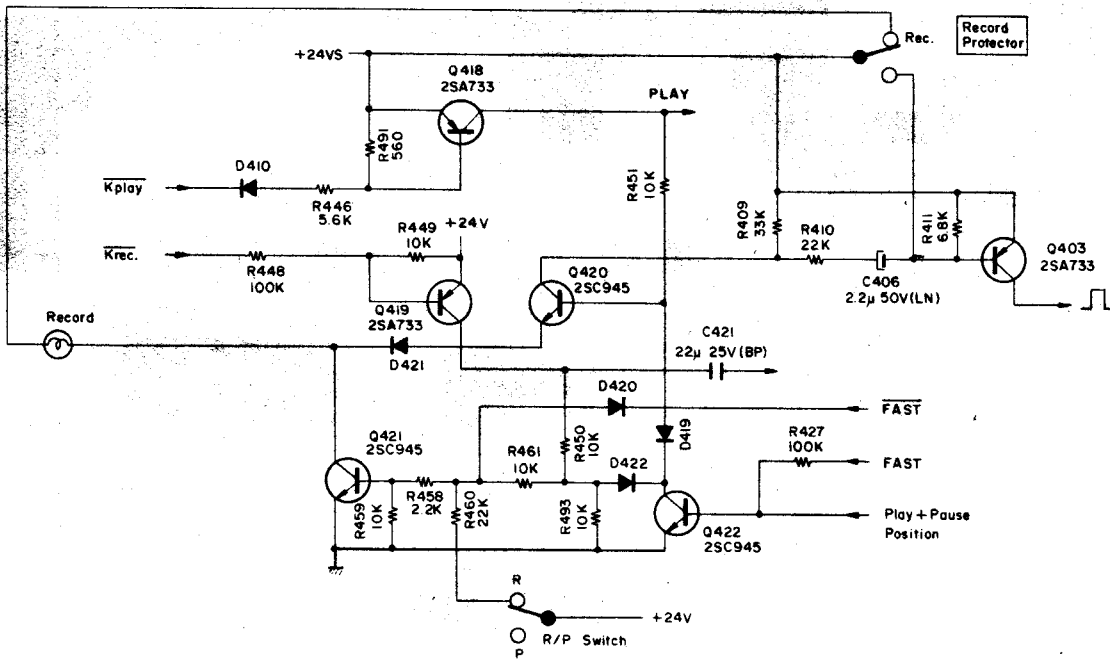 Rec.
Record
Protector
+24VS
Q418
2SA733
PLAY
R491
560
D410
Kplay
R446
5.6K
R451
10K
R409
33K
R410
22K
R411
6.8K
Q403
2SA733
+24V
R449
10K
Krec.
R448
100K
Q420
2SC945
C406
2.2μ 50V(LN)
Q419
2SA733
Record
D421
C421
22μ 25V(BP)
D420
FAST
D419
R427
100K
R450
10K
Q421
2SC945
R461
10K
D422
FAST
R458
2.2K
R459
10K
R460
22K
R493
10K
Q422
2SC945
Play + Pause
Position
R
+24V
R/P Switch
P